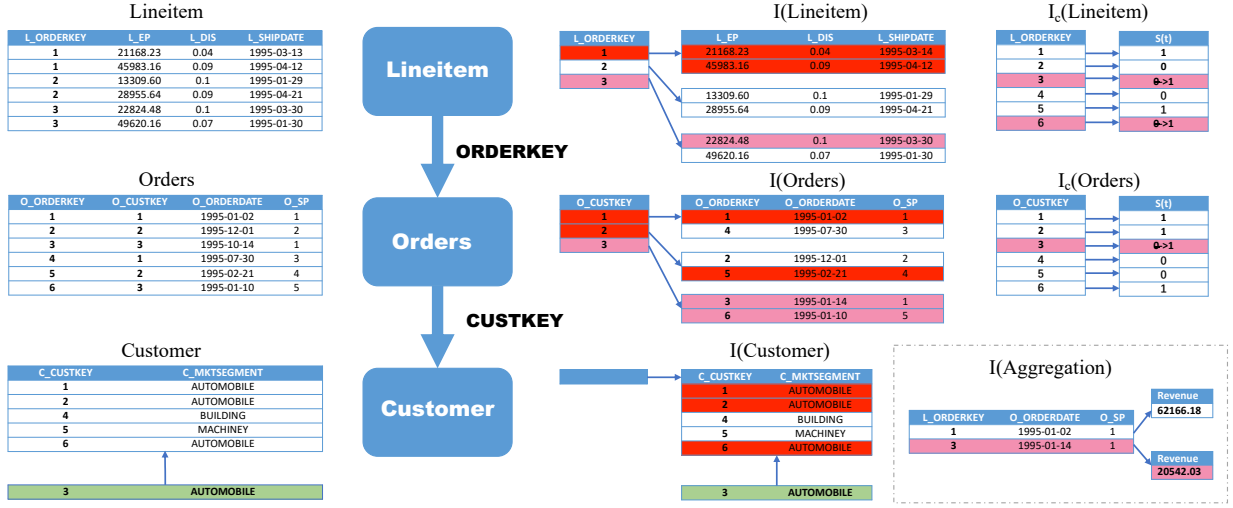 Lineitem
L_ORDERKEY L_EP L_DIS L_SHIPDATE
1 21168.23 0.04 1995-03-13
1 45983.16 0.09 1995-04-12
2 13309.60 0.1 1995-01-29
2 28955.64 0.09 1995-04-21
3 22824.48 0.1 1995-03-30
3 49620.16 0.07 1995-01-30
Orders
O_ORDERKEY O_CUSTKEY O_ORDERDATE O_SP
1 1 1995-01-02 1
2 2 1995-12-01 2
3 3 1995-10-14 1
4 1 1995-07-30 3
5 2 1995-02-21 4
6 3 1995-01-10 5
Customer
C_CUSTKEY C_MKTSEGMENT
1 AUTOMOBILE
2 AUTOMOBILE
4 BUILDING
5 MACHINEY
6 AUTOMOBILE
3 AUTOMOBILE
Lineitem
ORDERKEY
Orders
CUSTKEY
Customer
I(Lineitem)
L_ORDERKEY
1
2
3
L_EP L_DIS L_SHIPDATE
21168.23 0.04 1995-03-14
45983.16 0.09 1995-04-12
13309.60 0.1 1995-01-29
28955.64 0.09 1995-04-21
22824.48 0.1 1995-03-30
49620.16 0.07 1995-01-30
I(Orders)
O_CUSTKEY
1
2
3
O_ORDERKEY O_ORDERDATE O_SP
1 1995-01-02 1
4 1995-07-30 3
2 1995-12-01 2
5 1995-02-21 4
3 1995-01-14 1
6 1995-01-10 5
I(Customer)
C_CUSTKEY C_MKTSEGMENT
1 AUTOMOBILE
2 AUTOMOBILE
4 BUILDING
5 MACHINEY
6 AUTOMOBILE
3 AUTOMOBILE
Ic(Lineitem)
L_ORDERKEY S(t)
1 1
2 0
3 0->1
4 0
5 1
6 0->1
Ic(Orders)
O_CUSTKEY S(t)
1 1
2 1
3 0->1
4 0
5 0
6 1
I(Aggregation)
L_ORDERKEY O_ORDERDATE O_SP
1 1995-01-02 1
3 1995-01-14 1
Revenue
62166.18
Revenue
20542.03